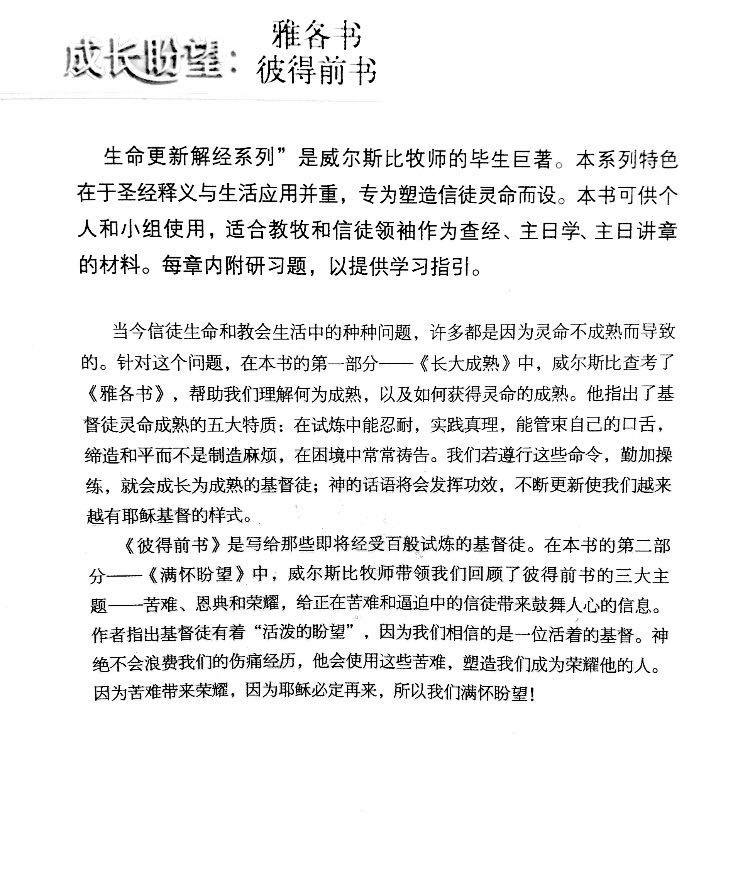 成长盼望：
雅各书
彼得前书
生命更新解经系列”是威尔斯比牧师的毕生巨著。本系列特色
在于圣经释义与生活应用并重，专为塑造信徒灵命而设。本书可供个
人和小组使用，适合教牧和信徒领袖作为查经、主日学、主日讲章
的材料。每章内附研习题，以提供学习指引。
当今信徒生命和教会生活中的种种问题，许多都是因为灵命不成熟而导致
的。针对这个问题，在本书的第一部分——《长大成熟》中，威尔斯比查考了
《雅各书》，帮助我们理解何为成熟，以及如何获得灵命的成熟。他指出了基
督徒灵命成熟的五大特质：在试炼中能忍耐，实践真理，能管束自己的口舌，
缔造和平而不是制造麻烦，在困境中常常祷告。我们若遵行这些命令，勤加操
练，就会成长为成熟的基督徒；神的话语将会发挥功效，不断更新使我们越来
越有耶稣基督的样式。
《彼得前书》是写给那些即将经受百般试炼的基督徒。在本书的第二部
分——《满怀盼望》中，威尔斯比牧师带领我们回顾了彼得前书的三大主
题——苦难、恩典和荣耀，给正在苦难和逼迫中的信徒带来鼓舞人心的信息。
作者指出基督徒有着“活泼的盼望”，因为我们相信的是一位活着的基督。神
绝不会浪费我们的伤痛经历，他会使用这些苦难，塑造我们成为荣耀他的人。
因为苦难带来荣耀，因为耶稣必定再来，所以我们满怀盼望！